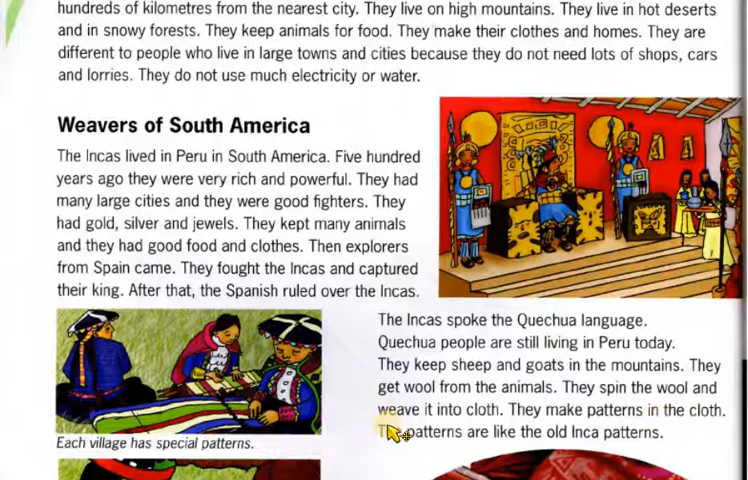 hundreds of kilometres from the nearest city. They live on high mountains. They live in hot deserts
and in snowy forests. They keep animals for food. They make their clothes and homes. They are
different to people who live in large towns and cities because they do not need lots of shops, cars
and lorries. They do not use much electricity or water.
Weavers of South America
The Incas lived in Peru in South America. Five hundred
years ago they were very rich and powerful. They had
many large cities and they were good fighters. They
had gold, silver and jewels. They kept many animals
and they had good food and clothes. Then explorers
from Spain came. They fought the Incas and captured
their king. After that, the Spanish ruled over the Incas.
The Incas spoke the Quechua language.
Quechua people are still living in Peru today.
They keep sheep and goats in the mountains. They
get wool from the animals. They spin the wool and
weave it into cloth. They make patterns in the cloth.
patterns are like the old Inca patterns.
Each village has special patterns.